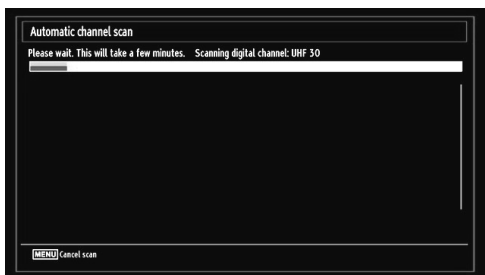 Automatic channel scan
Please wait. This will take a few minutes. Scanning digital channel: UHF 30
MENU Cancel scan